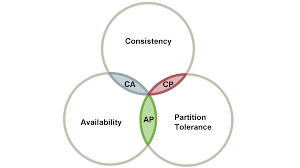 Consistency
CA
CP
Availability
AP
Partition
Tolerance